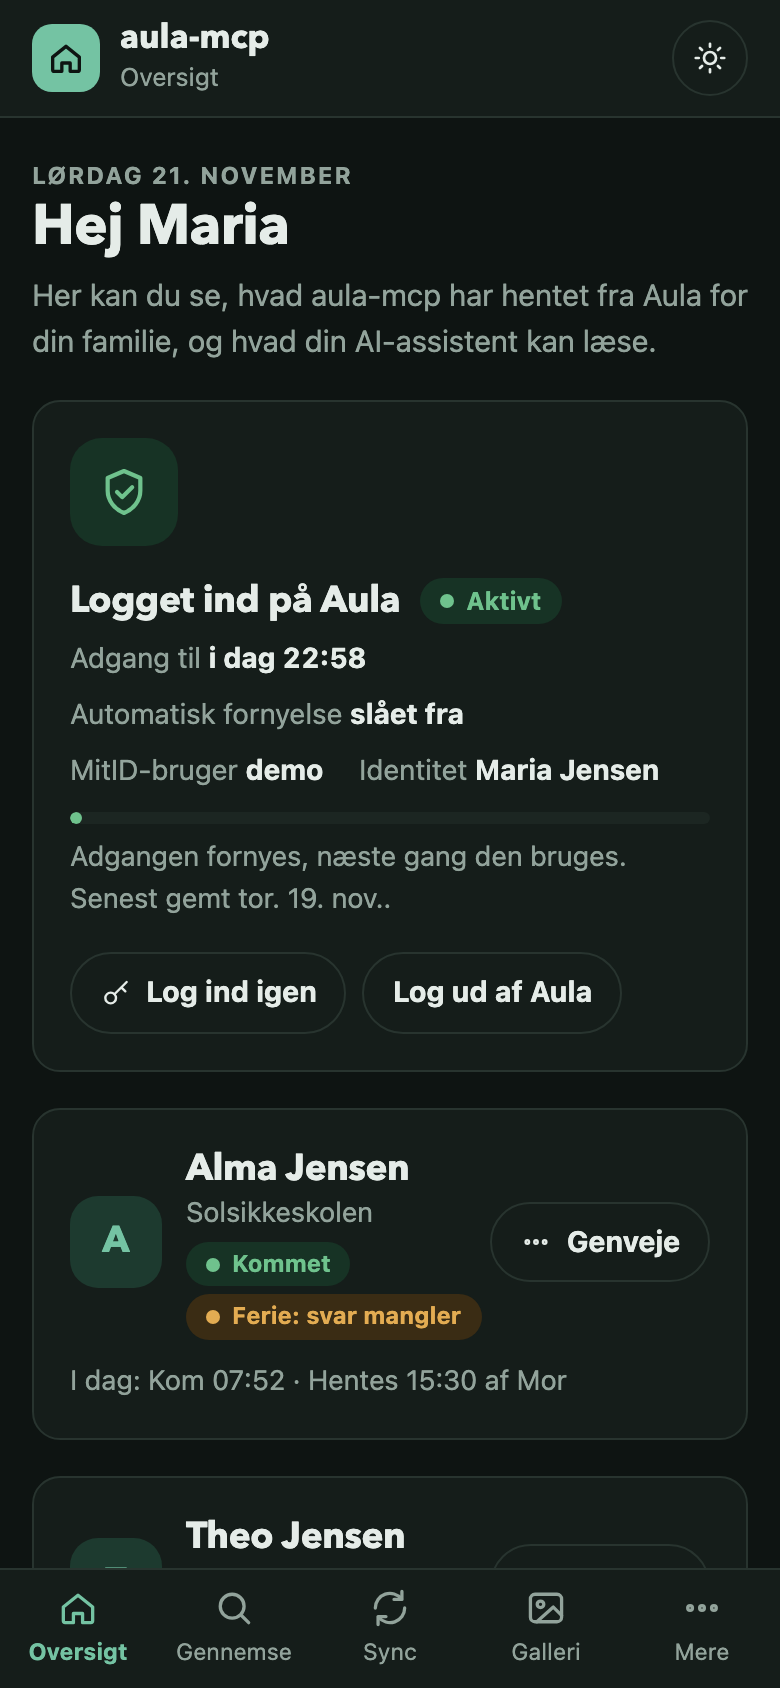 aula-mcp
Oversigt
LØRDAG 21. NOVEMBER
Hej Maria
Her kan du se, hvad aula-mcp har hentet fra Aula for
din familie, og hvad din AI-assistent kan læse.
Logget ind på Aula
Aktivt
Adgang til i dag 22:58
Automatisk fornyelse slået fra
MitID-bruger demo
Identitet Maria Jensen
Adgangen fornyes, næste gang den bruges.
Senest gemt tor. 19. nov..
Log ind igen
Log ud af Aula
A
Alma Jensen
Solsikkeskolen
Kommet
Ferie: svar mangler
Genveje
I dag: Kom 07:52 · Hentes 15:30 af Mor
Theo Jensen
Oversigt
Gennemse
Sync
Galleri
Mere